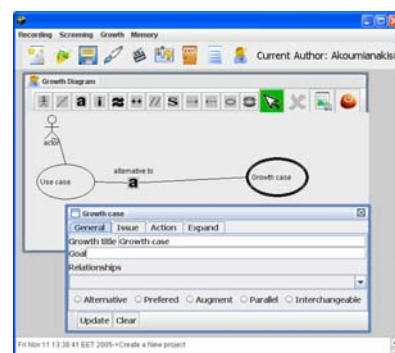 Recording Screening Growth Memory
Current Author: Akoumianakis
Growth Diagram
a i S
actor
Use case
alternative to
a
Growth case
Growth case
General Issue Action Expand
Growth title Growth case
Goal
Relationships
Alternative Prefered Augment Parallel Interchangeable
Update Clear
Fri Nov 11 13:38:41 EET 2005-»Create a New project